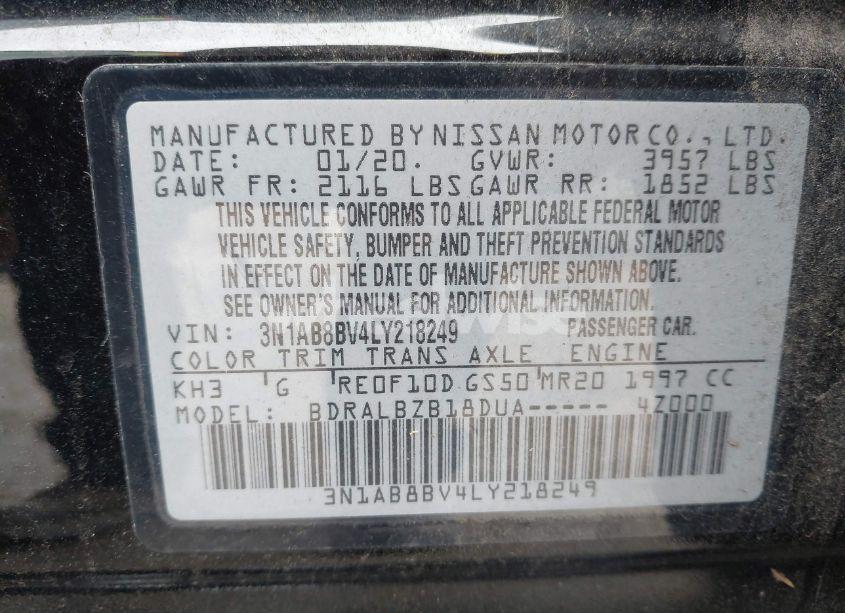 MANUFACTURED BY NISSAN MOTOR CO., LTD.
DATE: 01/20. GVWR: 3957 LBS
GAWR FR: 2116 LBS GAWR RR: 1852 LBS
THIS VEHICLE CONFORMS TO ALL APPLICABLE FEDERAL MOTOR
VEHICLE SAFETY, BUMPER AND THEFT PREVENTION STANDARDS
IN EFFECT ON THE DATE OF MANUFACTURE SHOWN ABOVE.
SEE OWNER'S MANUAL FOR ADDITIONAL INFORMATION.
VIN: 3N1AB8BV4LY218249 PASSENGER CAR.
COLOR TRIM TRANS AXLE ENGINE
KH3 G RE0F10D GS50 MR20 1997 CC
MODEL: BDRALBZB18DUA----- 4Z000
3N1AB8BV4LY218249